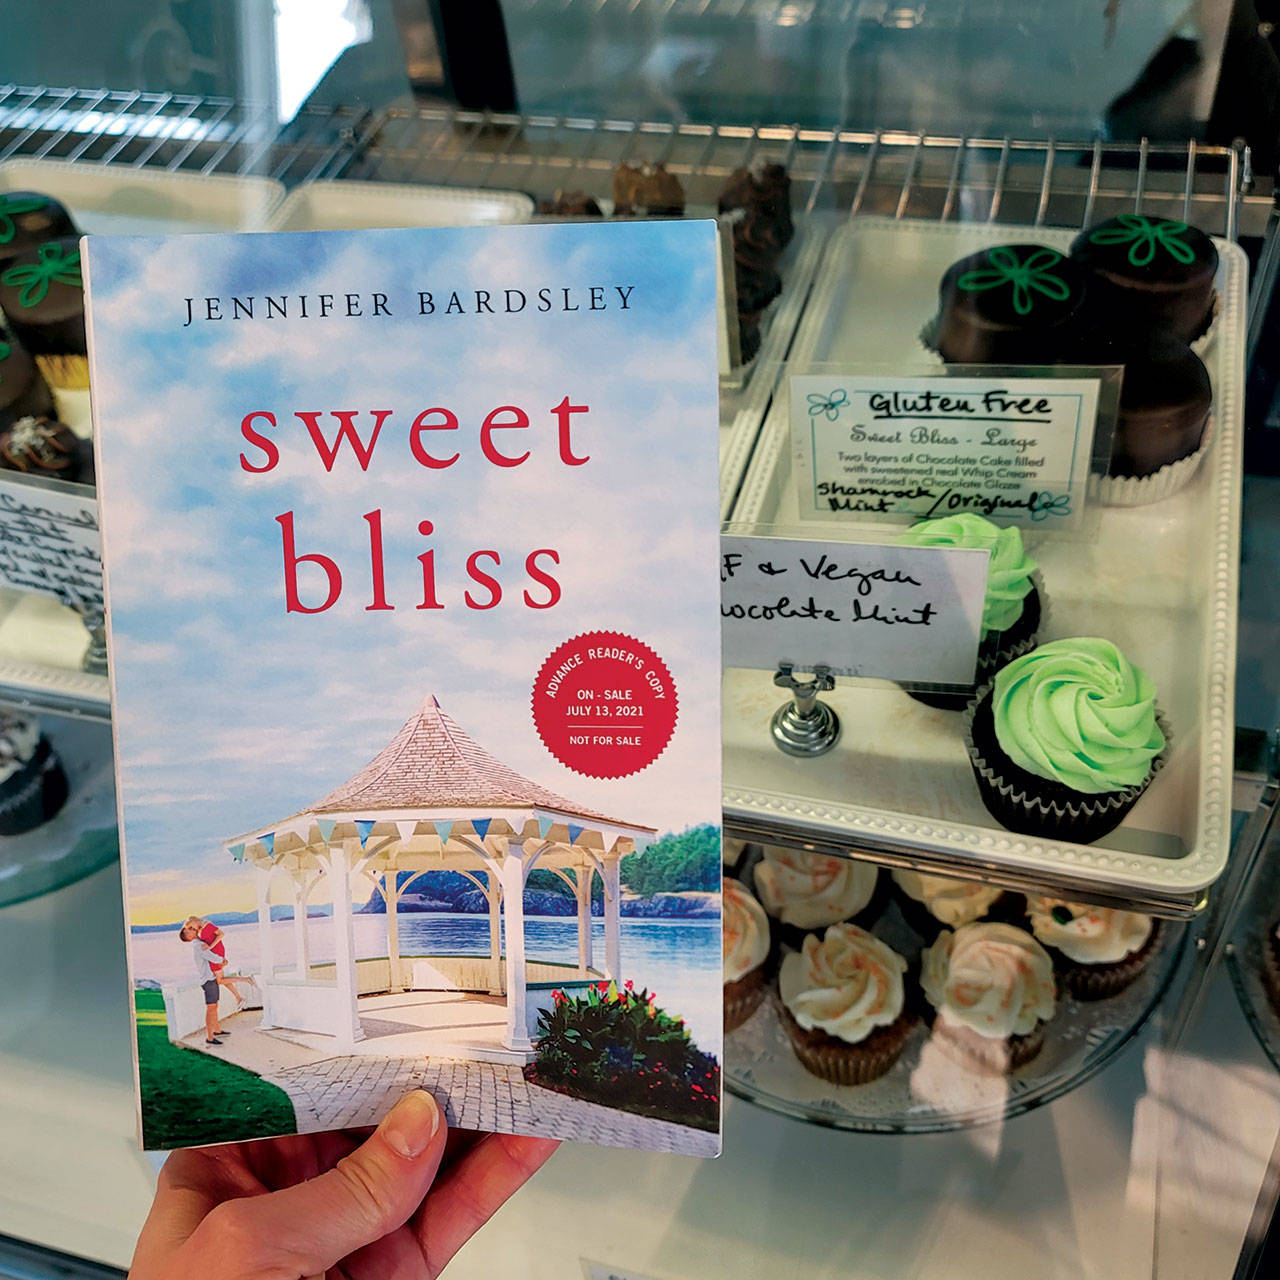 JENNIFER BARDSLEY
sweet
bliss
ADVANCE READER'S COPY
ON - SALE
JULY 13, 2021
NOT FOR SALE
Gluten Free
Sweet Bliss - Large
Two layers of Chocolate Cake filled
with sweetened real Whip Cream
enrobed in Chocolate Glaze
Shamrock /Original
Mint
F & Vegan
ocolate Mint